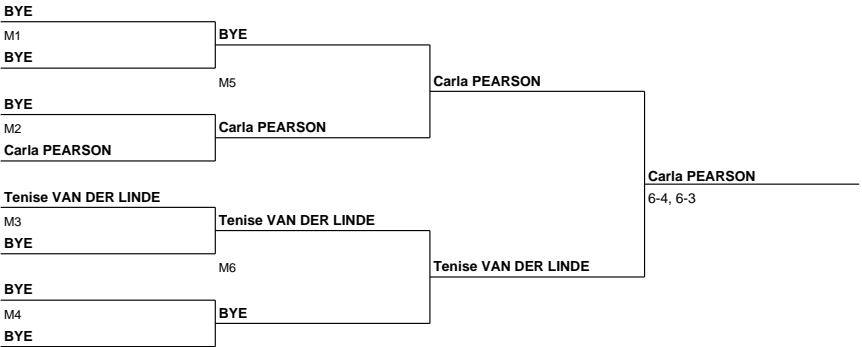 BYE
M1
BYE
BYE
M5
BYE
M2
Carla PEARSON
Carla PEARSON
Carla PEARSON
Tenise VAN DER LINDE
M3
BYE
Tenise VAN DER LINDE
M6
BYE
M4
BYE
BYE
Tenise VAN DER LINDE
Carla PEARSON
6-4, 6-3